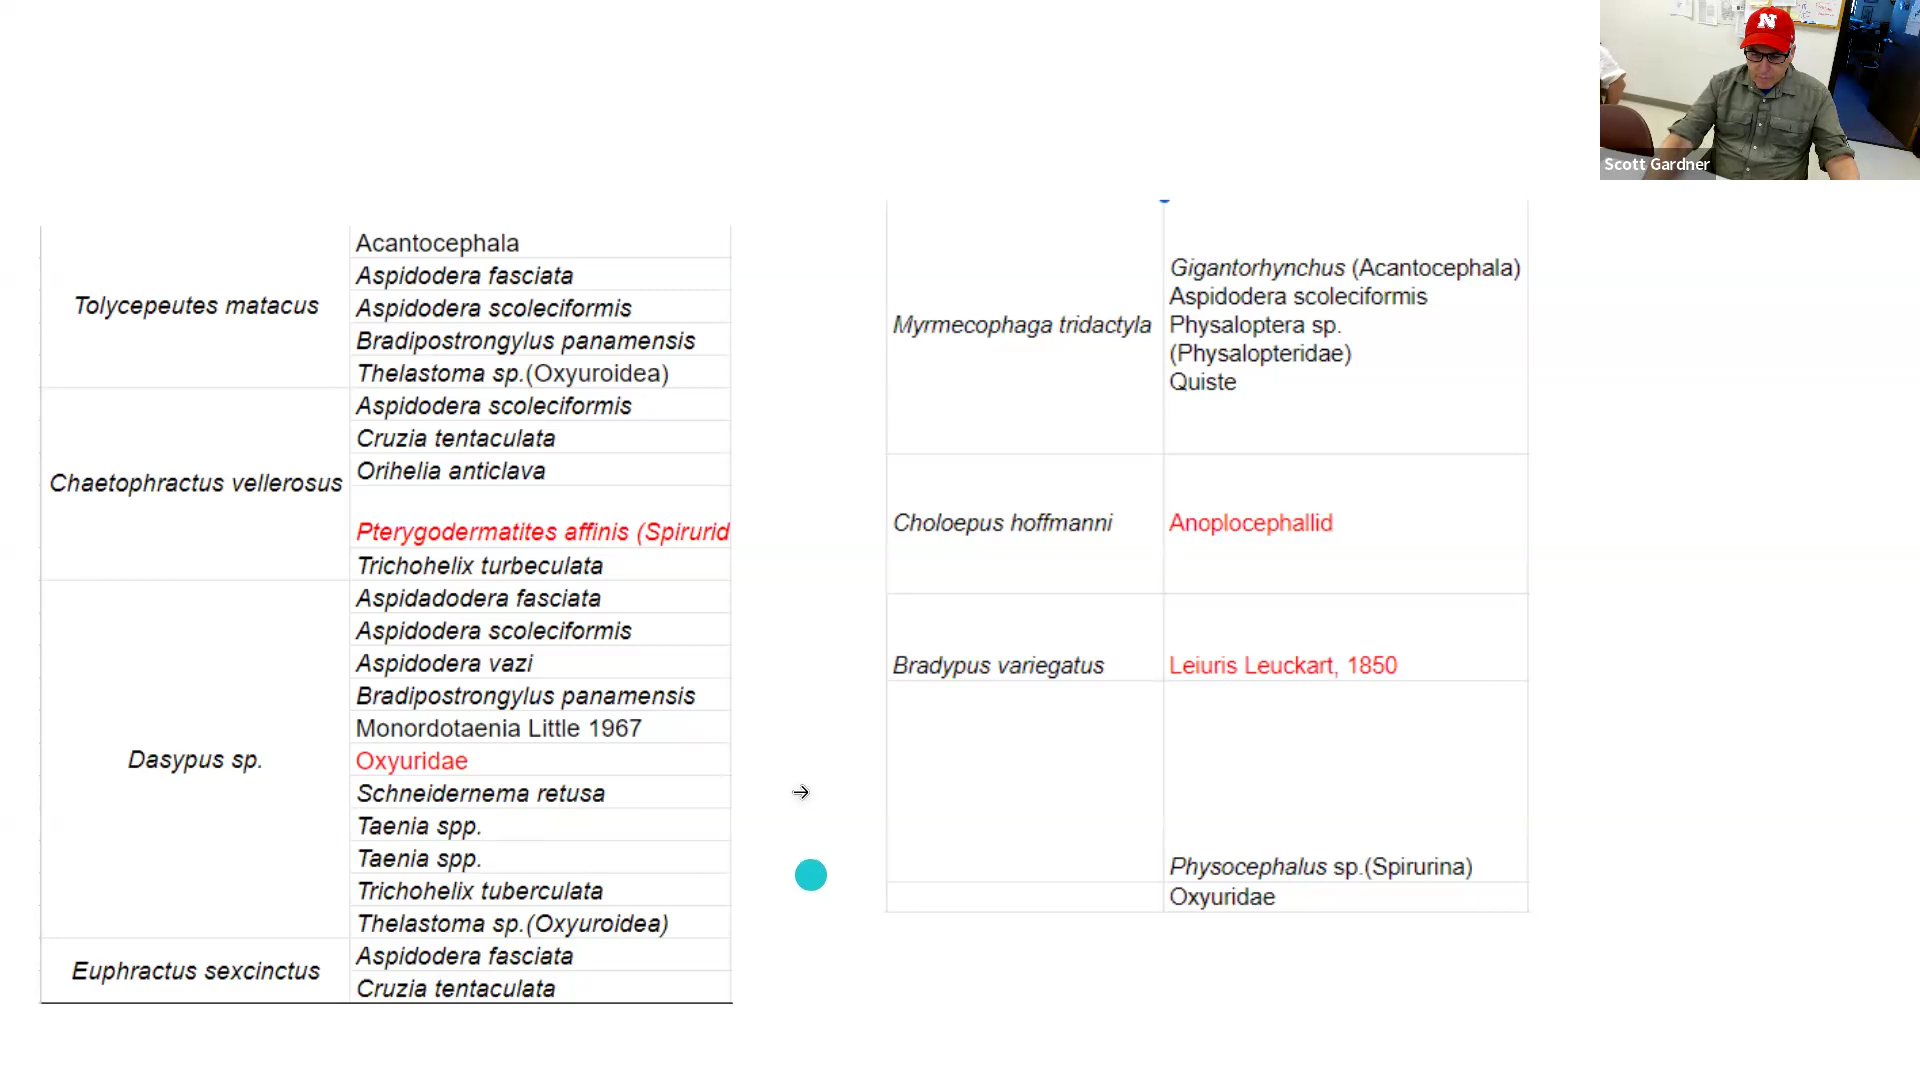 N
Scott Gardner
Tolycepeutes matacus
Acantocephala
Aspidodera fasciata
Aspidodera scoleciformis
Bradipostrongylus panamensis
Thelastoma sp.(Oxyuroidea)
Chaetophractus vellerosus
Aspidodera scoleciformis
Cruzia tentaculata
Orihelia anticlava
Pterygodermatites affinis (Spirurid
Trichohelix turbeculata
Dasypus sp.
Aspidadodera fasciata
Aspidodera scoleciformis
Aspidodera vazi
Bradipostrongylus panamensis
Monordotaenia Little 1967
Oxyuridae
Schneidernema retusa
Taenia spp.
Taenia spp.
Trichohelix tuberculata
Thelastoma sp.(Oxyuroidea)
Euphractus sexcinctus
Aspidodera fasciata
Cruzia tentaculata
Myrmecophaga tridactyla
Gigantorhynchus (Acantocephala)
Aspidodera scoleciformis
Physaloptera sp.
(Physalopteridae)
Quiste
Choloepus hoffmanni
Anoplocephallid
Bradypus variegatus
Leiuris Leuckart, 1850
Physocephalus sp.(Spirurina)
Oxyuridae